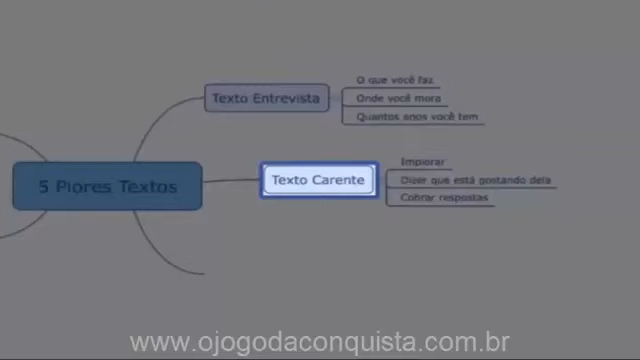 O que você faz
Texto Entrevista
Onde você mora
Quantos anos você tem
5 Piores Textos
Texto Carente
Implorar
Dizer que está gostando dela
Cobrar respostas
www.ojogodaconquista.com.br